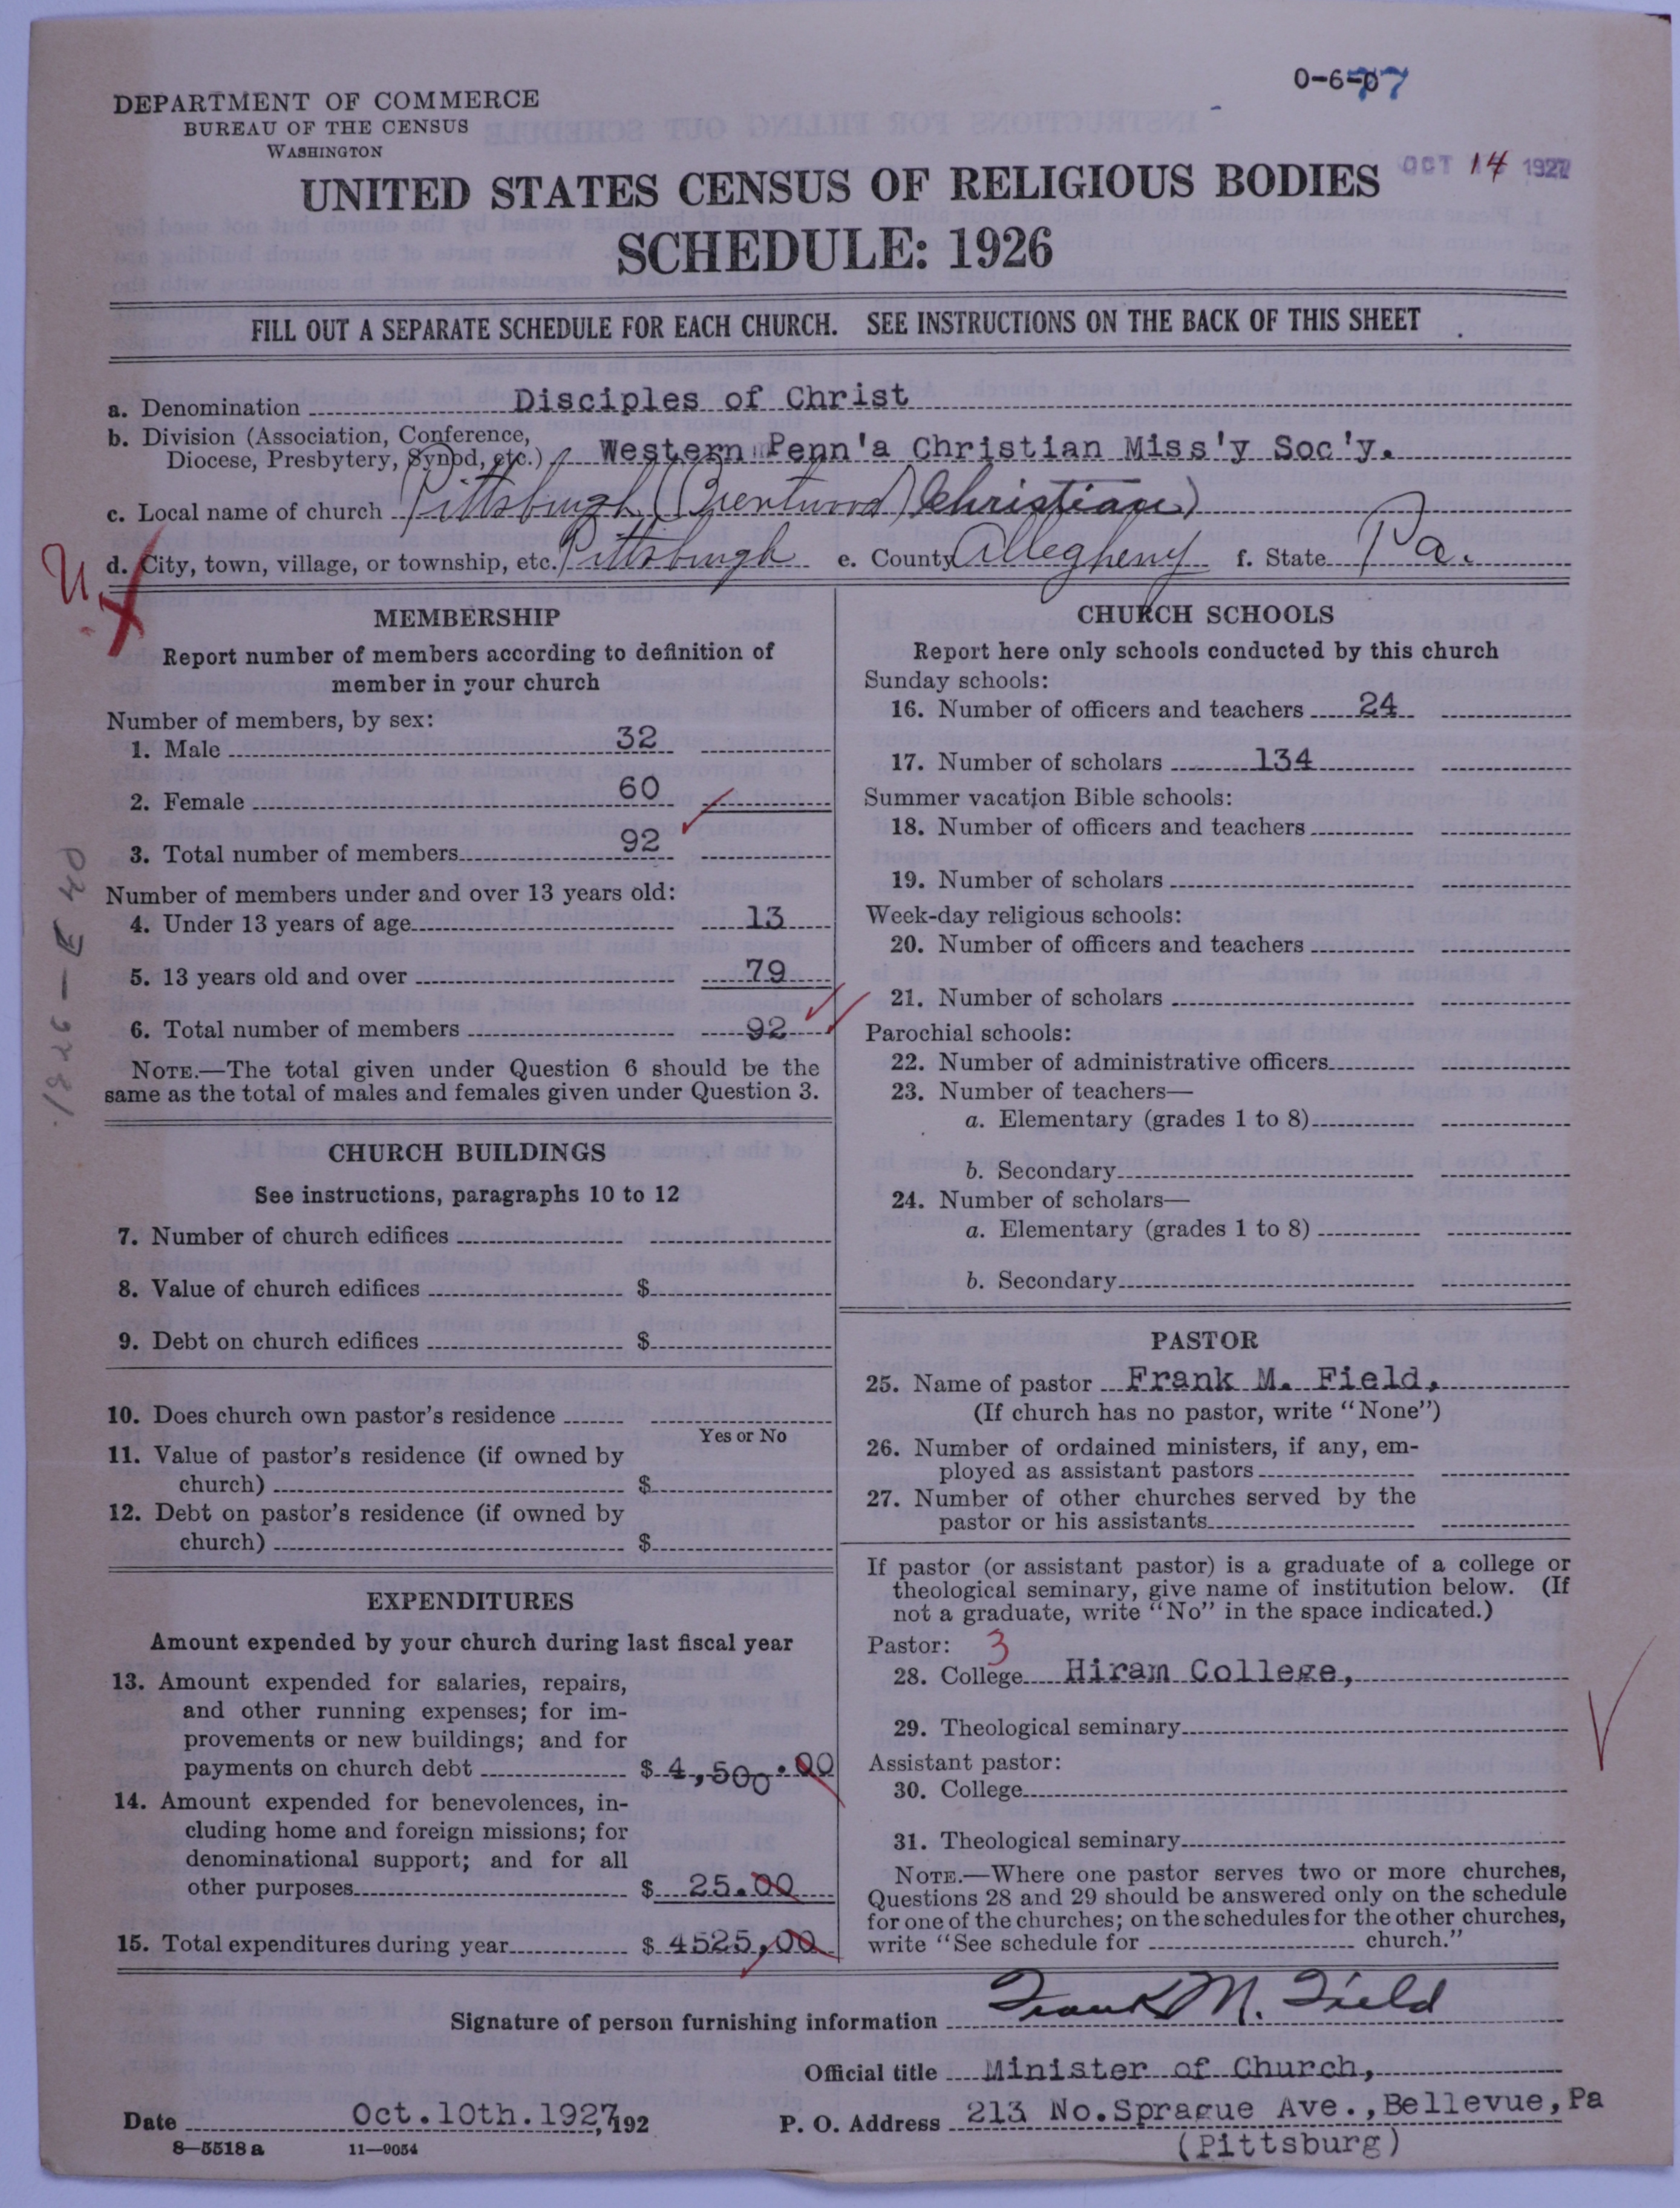 0-6-077
DEPARTMENT OF COMMERCE
BUREAU OF THE CENSUS
WASHINGTON
OCT 14 1927
UNITED STATES CENSUS OF RELIGIOUS BODIES
SCHEDULE: 1926
FILL OUT A SEPARATE SCHEDULE FOR EACH CHURCH. SEE INSTRUCTIONS ON THE BACK OF THIS SHEET
a. Denomination Disciples of Christ
b. Division (Association, Conference,
Diocese, Presbytery, Synod, etc.) Western Penn'a Christian Miss'y Soc'y.
c. Local name of church Pittsburgh (Brentwood) Christian)
d. City, town, village, or township, etc. Pittsburgh e. County Allegheny f. State Pa.
MEMBERSHIP
Report number of members according to definition of
member in your church
Number of members, by sex:
1. Male 32
2. Female 60
3. Total number of members 92
Number of members under and over 13 years old:
4. Under 13 years of age 13
5. 13 years old and over 79
6. Total number of members 92
NOTE.—The total given under Question 6 should be the
same as the total of males and females given under Question 3.
1826-E 40
CHURCH BUILDINGS
See instructions, paragraphs 10 to 12
7. Number of church edifices
8. Value of church edifices $
9. Debt on church edifices $
10. Does church own pastor's residence
Yes or No
11. Value of pastor's residence (if owned by
church) $
12. Debt on pastor's residence (if owned by
church) $
EXPENDITURES
Amount expended by your church during last fiscal year
13. Amount expended for salaries, repairs,
and other running expenses; for im-
provements or new buildings; and for
payments on church debt $ 4,500.00
14. Amount expended for benevolences, in-
cluding home and foreign missions; for
denominational support; and for all
other purposes $ 25.00
15. Total expenditures during year $ 4525,00
CHURCH SCHOOLS
Report here only schools conducted by this church
Sunday schools:
16. Number of officers and teachers 24
17. Number of scholars 134
Summer vacation Bible schools:
18. Number of officers and teachers
19. Number of scholars
Week-day religious schools:
20. Number of officers and teachers
21. Number of scholars
Parochial schools:
22. Number of administrative officers
23. Number of teachers—
a. Elementary (grades 1 to 8)
b. Secondary
24. Number of scholars—
a. Elementary (grades 1 to 8)
b. Secondary
PASTOR
25. Name of pastor Frank M. Field,
(If church has no pastor, write "None")
26. Number of ordained ministers, if any, em-
ployed as assistant pastors
27. Number of other churches served by the
pastor or his assistants
If pastor (or assistant pastor) is a graduate of a college or
theological seminary, give name of institution below. (If
not a graduate, write "No" in the space indicated.)
Pastor: 3
28. College Hiram College,
29. Theological seminary
Assistant pastor:
30. College
31. Theological seminary
NOTE.—Where one pastor serves two or more churches,
Questions 28 and 29 should be answered only on the schedule
for one of the churches; on the schedules for the other churches,
write "See schedule for church."
Signature of person furnishing information Frank M. Field
Official title Minister of Church,
Date Oct.10th.1927, 192 P. O. Address 213 No.Sprague Ave.,Bellevue,Pa
(Pittsburg)
8—5518 a 11—9054